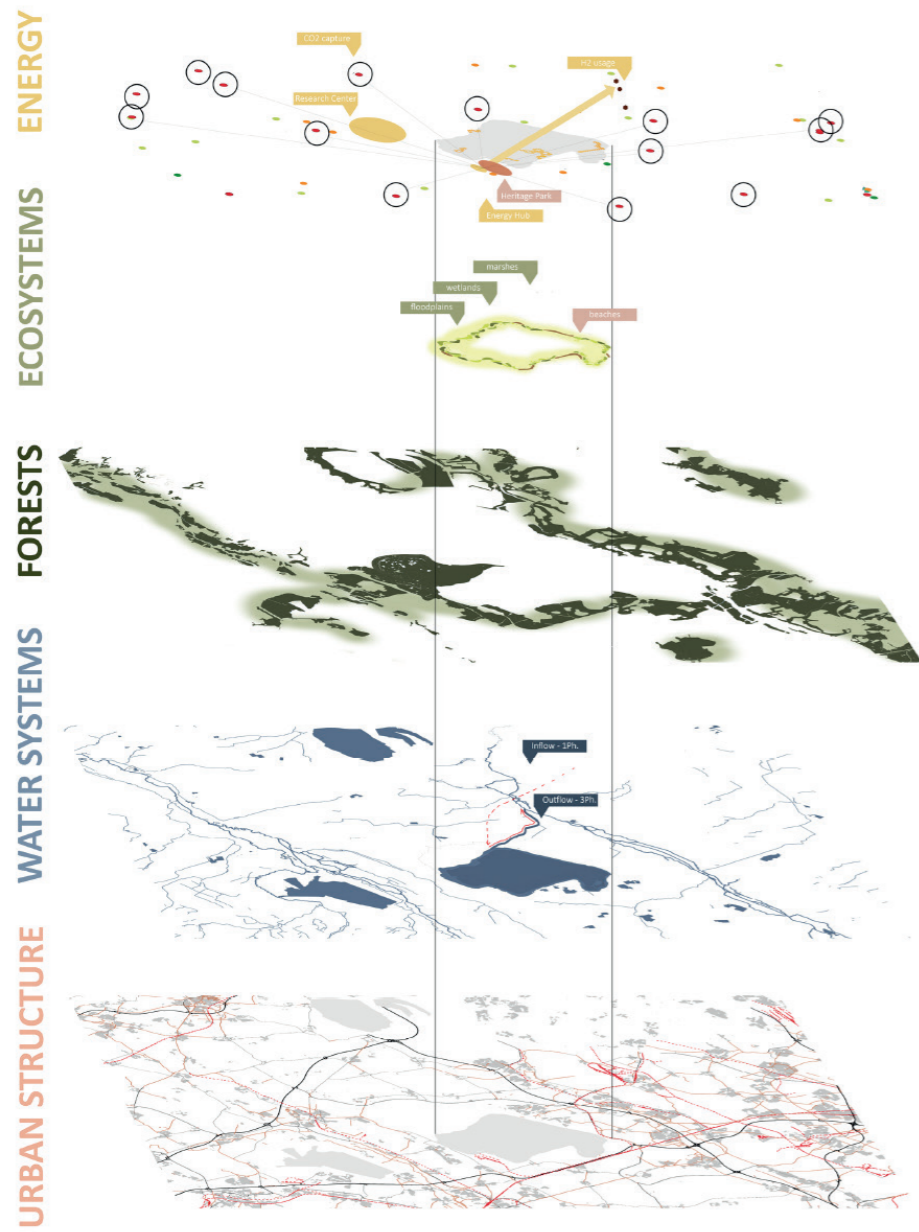 ENERGY
CO2 capture
H2 usage
Research Center
Heritage Park
Energy Hub
ECOSYSTEMS
marshes
wetlands
floodplains
beaches
FORESTS
WATER SYSTEMS
Inflow - 1Ph.
Outflow - 3Ph.
URBAN STRUCTURE